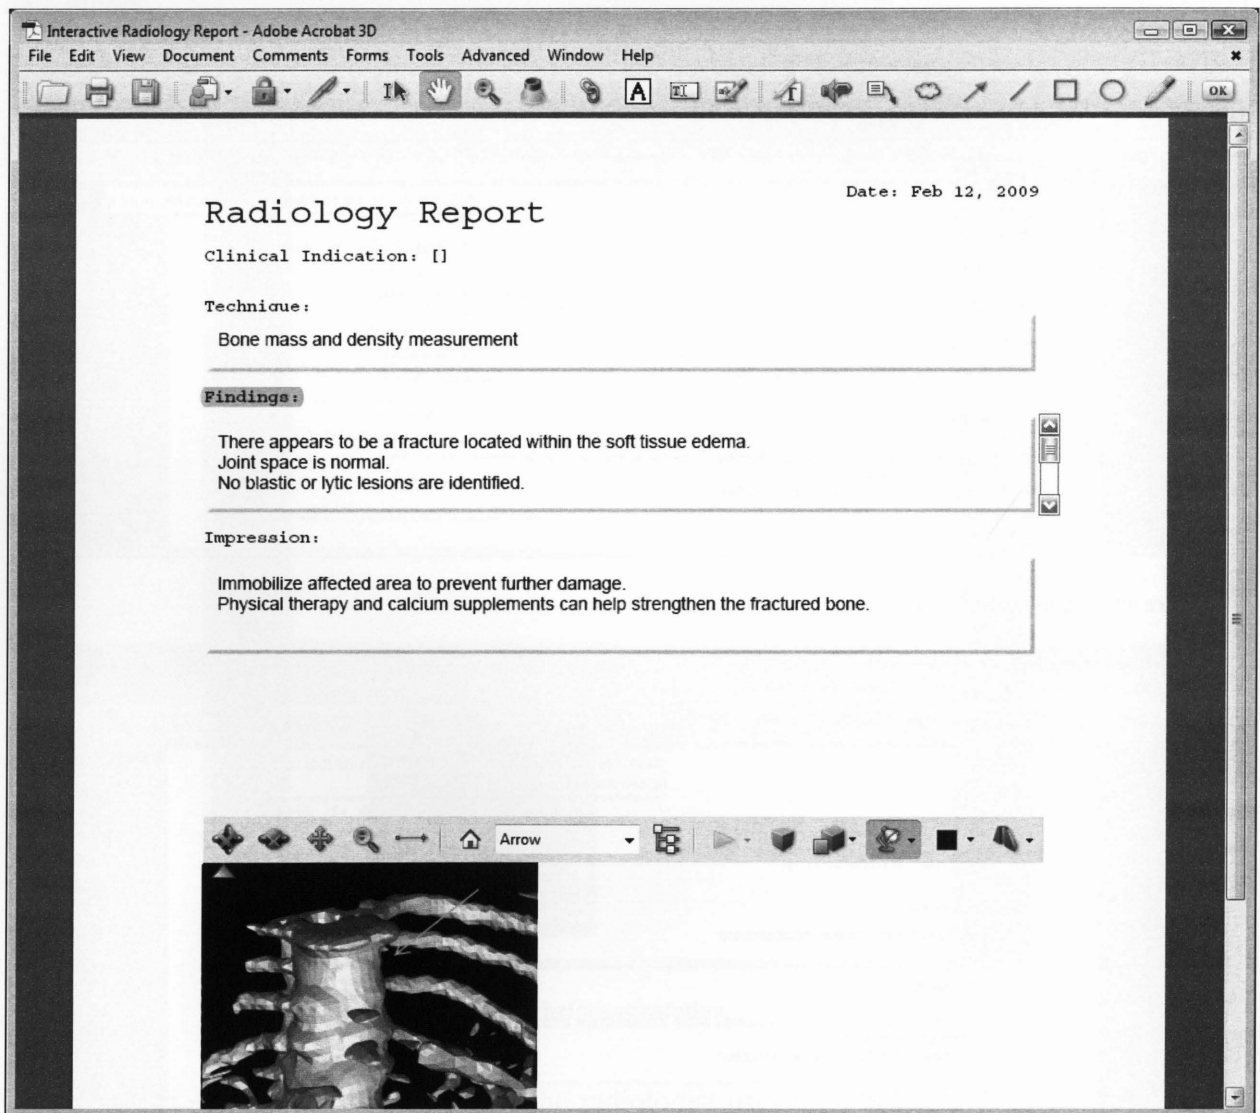 Interactive Radiology Report - Adobe Acrobat 3D
File Edit View Document Comments Forms Tools Advanced Window Help
OK
Date: Feb 12, 2009
Radiology Report
Clinical Indication: []
Technique:
Bone mass and density measurement
Findings:
There appears to be a fracture located within the soft tissue edema.
Joint space is normal.
No blastic or lytic lesions are identified.
Impression:
Immobilize affected area to prevent further damage.
Physical therapy and calcium supplements can help strengthen the fractured bone.
Arrow